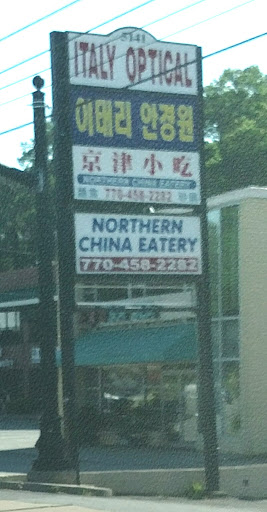 5141
ITALY OPTICAL
이태리 안경원
京津小吃
NORTHERN CHINA EATERY
770-458-2282
NORTHERN
CHINA EATERY
770-458-2282